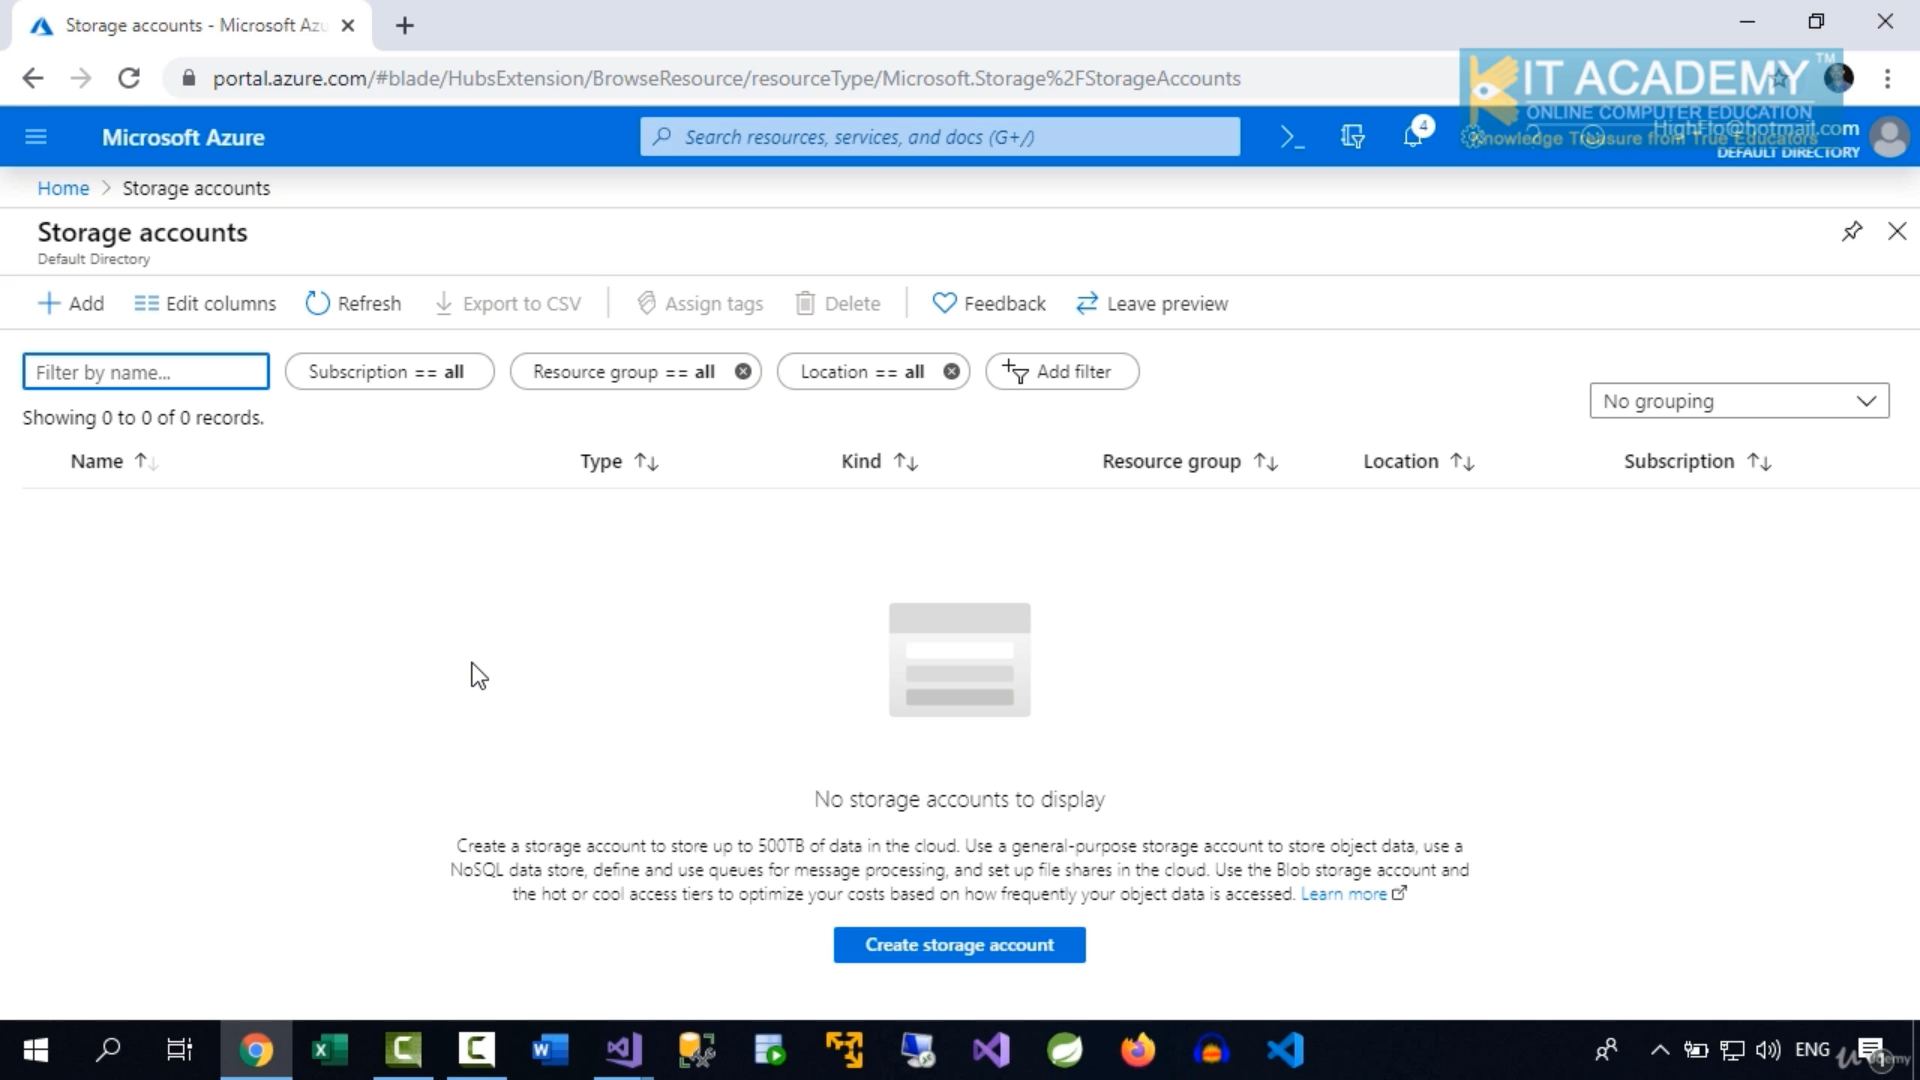 Storage accounts - Microsoft Azu
portal.azure.com/#blade/HubsExtension/BrowseResource/resourceType/Microsoft.Storage%2FStorageAccounts
KIT ACADEMY TM
ONLINE COMPUTER EDUCATION
Knowledge Treasure from True Educators
Microsoft Azure
Search resources, services, and docs (G+/)
4
HighFlo@hotmail.com
DEFAULT DIRECTORY
Home > Storage accounts
Storage accounts
Default Directory
Add
Edit columns
Refresh
Export to CSV
Assign tags
Delete
Feedback
Leave preview
Filter by name...
Subscription == all
Resource group == all
Location == all
Add filter
Showing 0 to 0 of 0 records.
No grouping
Name
Type
Kind
Resource group
Location
Subscription
No storage accounts to display
Create a storage account to store up to 500TB of data in the cloud. Use a general-purpose storage account to store object data, use a
NoSQL data store, define and use queues for message processing, and set up file shares in the cloud. Use the Blob storage account and
the hot or cool access tiers to optimize your costs based on how frequently your object data is accessed. Learn more
Create storage account
ENG
udemy